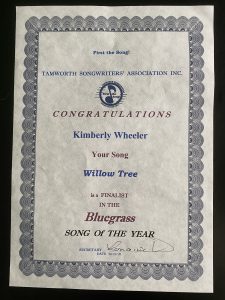 First the Song!
TAMWORTH SONGWRITERS' ASSOCIATION INC.
CONGRATULATIONS
Kimberly Wheeler
Your Song
Willow Tree
is a FINALIST
IN THE
Bluegrass
SONG OF THE YEAR
SECRETARY
DATE